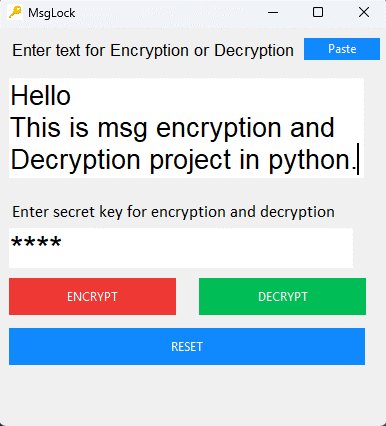 MsgLock
Enter text for Encryption or Decryption
Paste
Hello
This is msg encryption and
Decryption project in python.
Enter secret key for encryption and decryption
****
ENCRYPT
DECRYPT
RESET